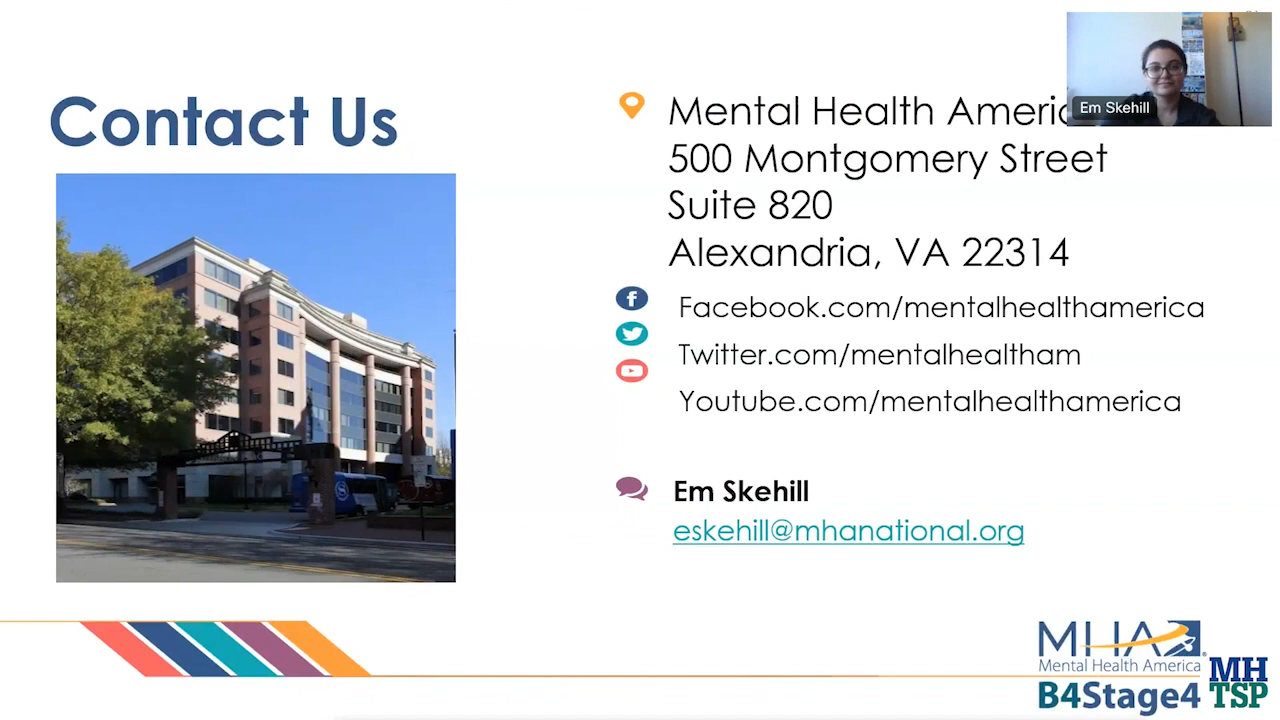 Contact Us
Em Skehill
Mental Health Americ
500 Montgomery Street
Suite 820
Alexandria, VA 22314
Facebook.com/mentalhealthamerica
Twitter.com/mentalhealtham
Youtube.com/mentalhealthamerica
Em Skehill
eskehill@mhanational.org
MHA
Mental Health America
B4Stage4
MH
TSP